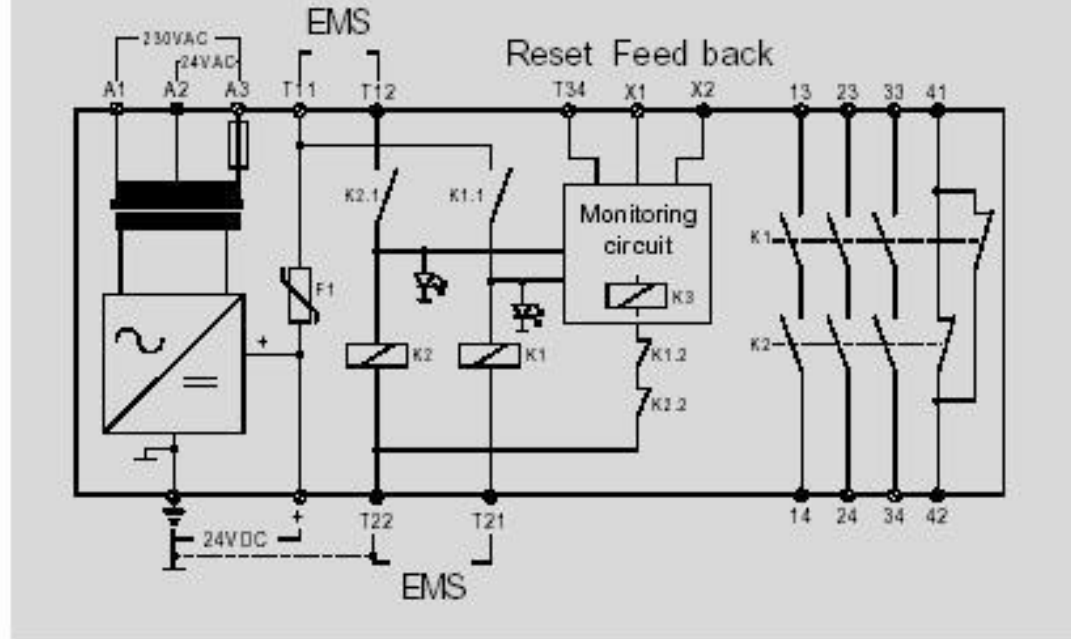 EMS
230VAC
Reset Feed back
24VAC
A1 A2 A3 T11 T12 T34 X1 X2 13 23 33 41
K2.1 K1.1
Monitoring
circuit
K1
F1 K3
+ K2 K1 K1.2 K2
K2.2
+ T22 T21 14 24 34 42
24VDC
EMS